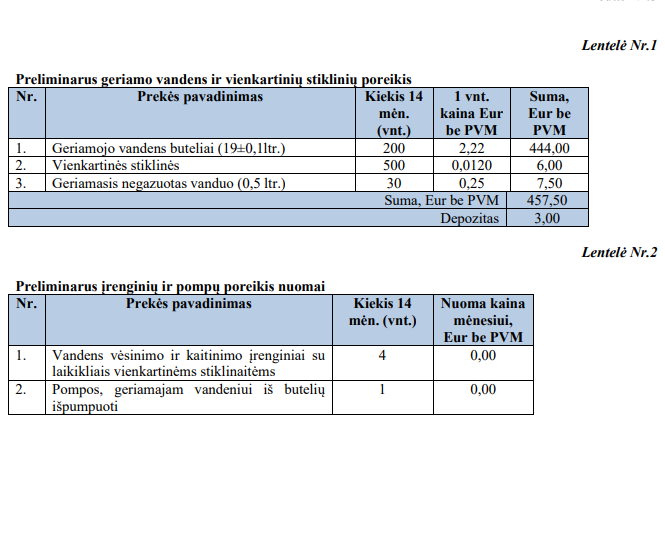 Lentelė Nr.1
Preliminarus geriamo vandens ir vienkartinių stiklinių poreikis
Nr. Prekės pavadinimas Kiekis 14 mėn. (vnt.) 1 vnt. kaina Eur be PVM Suma, Eur be PVM
1. Geriamojo vandens buteliai (19±0,1ltr.) 200 2,22 444,00
2. Vienkartinės stiklinės 500 0,0120 6,00
3. Geriamasis negazuotas vanduo (0,5 ltr.) 30 0,25 7,50
Suma, Eur be PVM 457,50
Depozitas 3,00
Lentelė Nr.2
Preliminarus įrenginių ir pompų poreikis nuomai
Nr. Prekės pavadinimas Kiekis 14 mėn. (vnt.) Nuoma kaina mėnesiui, Eur be PVM
1. Vandens vėsinimo ir kaitinimo įrenginiai su laikikliais vienkartinėms stiklinaitėms 4 0,00
2. Pompos, geriamajam vandeniui iš butelių išpumpuoti 1 0,00